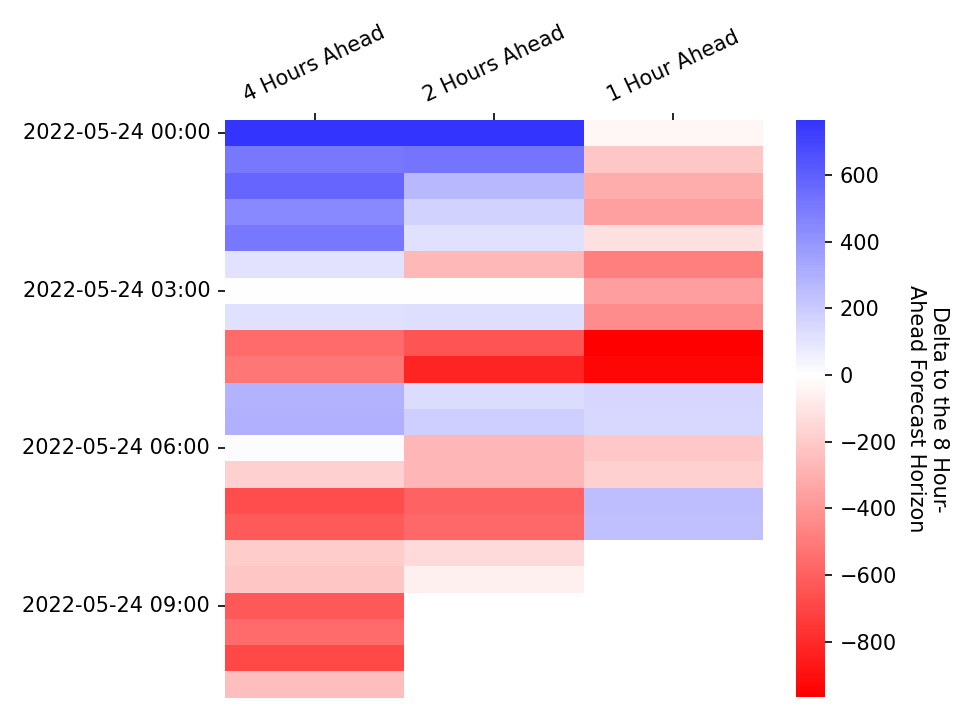 4 Hours Ahead
2 Hours Ahead
1 Hour Ahead
2022-05-24 00:00
2022-05-24 03:00
2022-05-24 06:00
2022-05-24 09:00
600
400
200
0
−200
−400
−600
−800
Delta to the 8 Hour-
Ahead Forecast Horizon